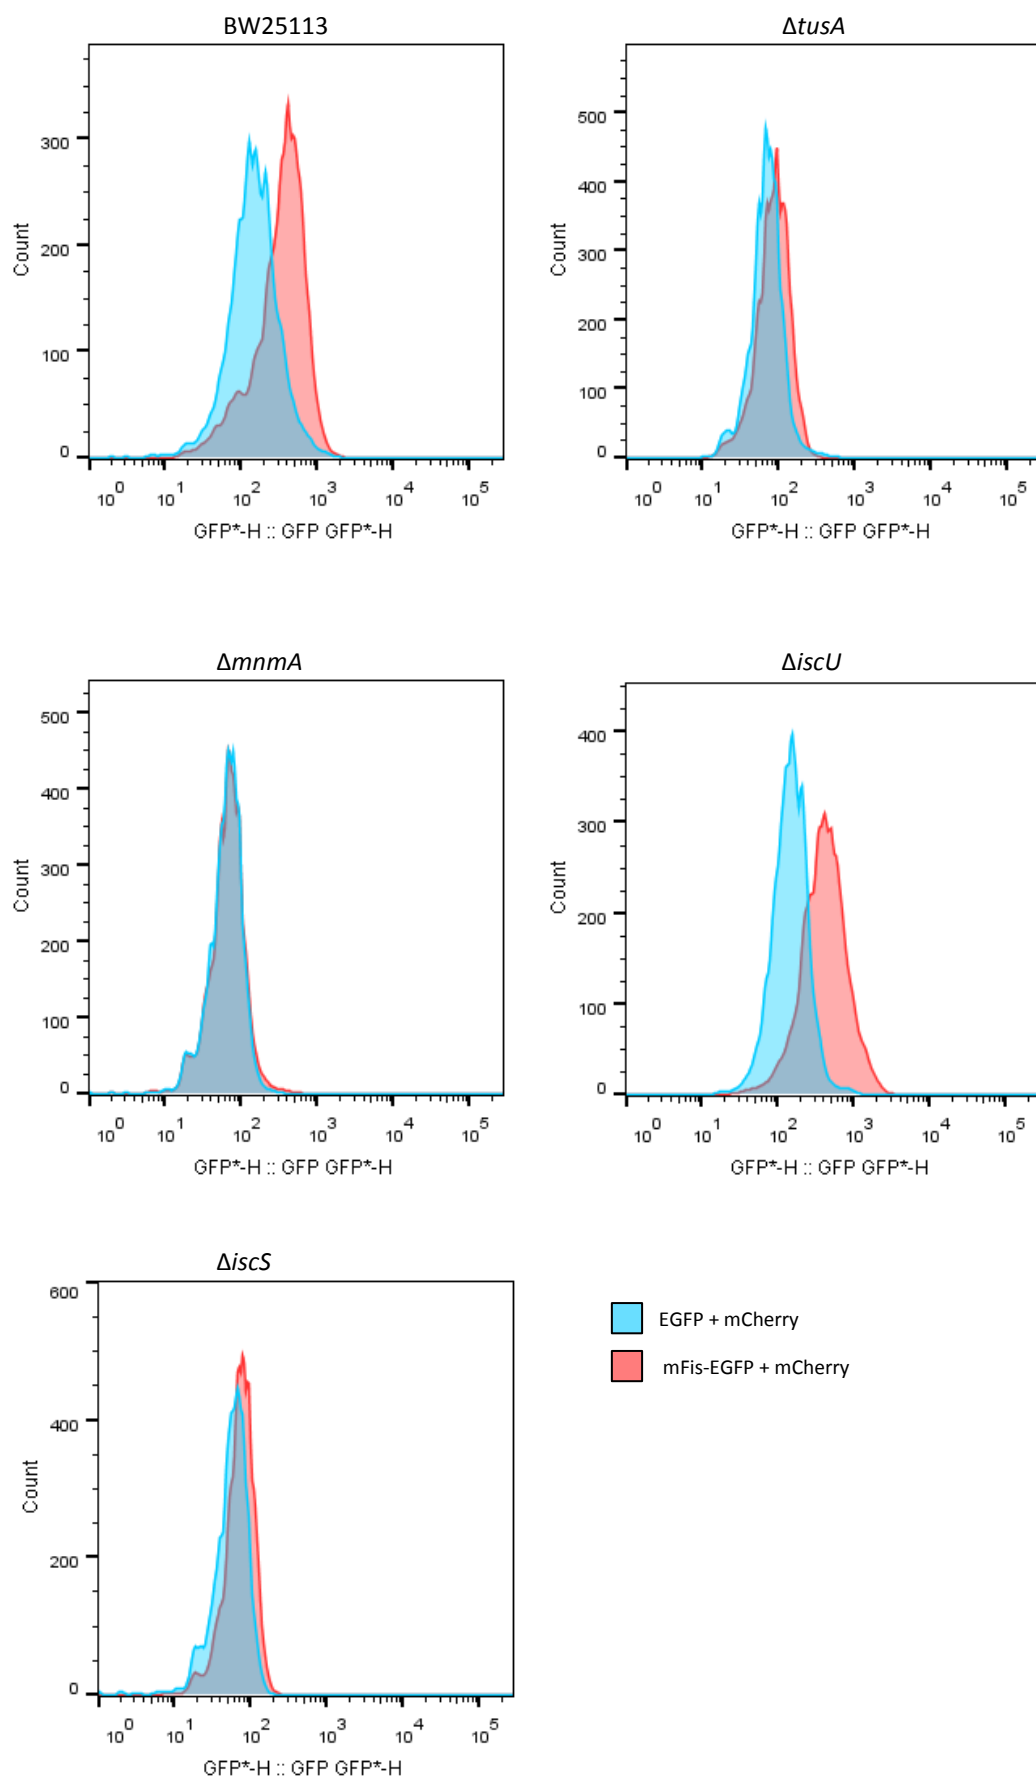 BW25113
300
200
100
0
Count
10^0 10^1 10^2 10^3 10^4 10^5
GFP*-H :: GFP GFP*-H
ΔtusA
500
400
300
200
100
0
Count
10^0 10^1 10^2 10^3 10^4 10^5
GFP*-H :: GFP GFP*-H
ΔmnmA
500
400
300
200
100
0
Count
10^0 10^1 10^2 10^3 10^4 10^5
GFP*-H :: GFP GFP*-H
ΔiscU
400
300
200
100
0
Count
10^0 10^1 10^2 10^3 10^4 10^5
GFP*-H :: GFP GFP*-H
ΔiscS
600
400
200
0
Count
10^0 10^1 10^2 10^3 10^4 10^5
GFP*-H :: GFP GFP*-H
EGFP + mCherry
mFis-EGFP + mCherry